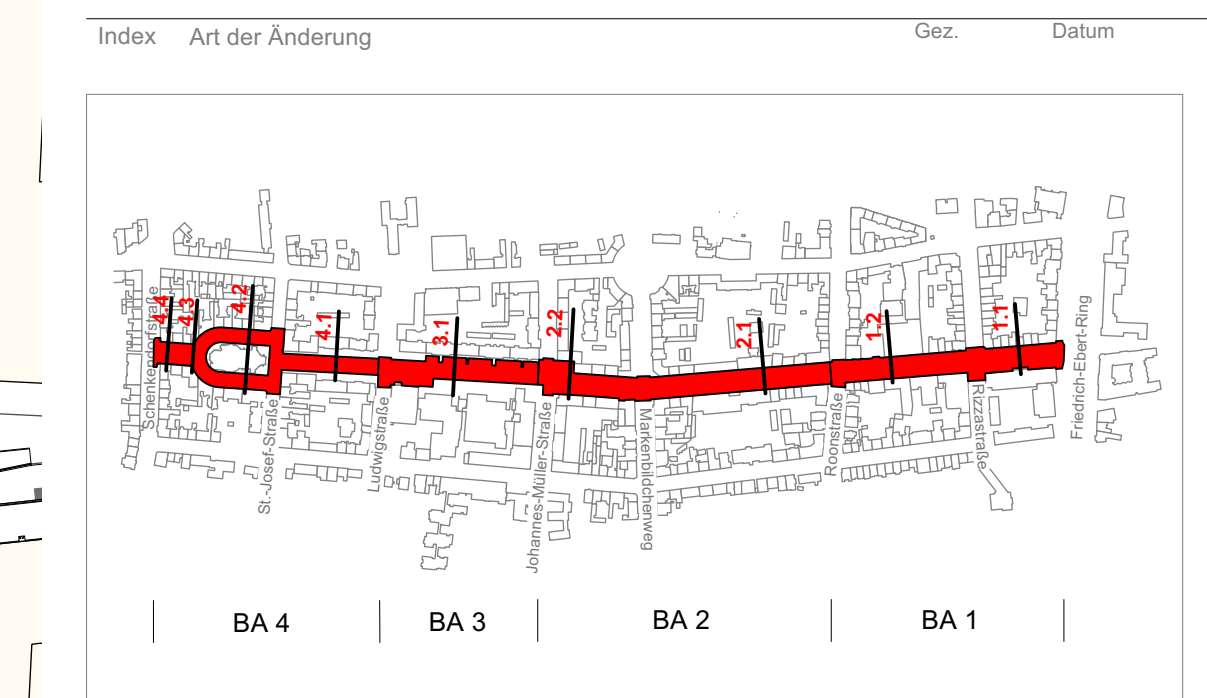 Index Art der Änderung Gez. Datum
4.4
4.3
4.2
4.1
3.1
2.2
2.1
1.2
1.1
Schenkendorfstraße
St.-Josef-Straße
Ludwigstraße
Johannes-Müller-Straße
Markenbildchenweg
Roonstraße
Rizzastraße
Friedrich-Ebert-Ring
BA 4 BA 3 BA 2 BA 1